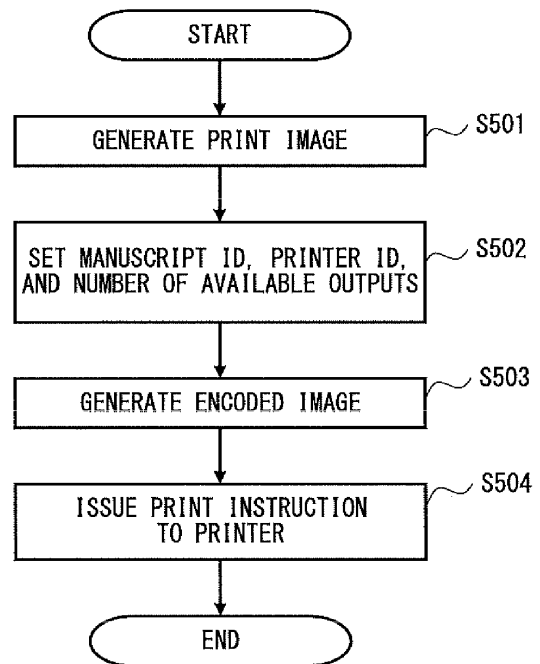 START
GENERATE PRINT IMAGE
S501
SET MANUSCRIPT ID, PRINTER ID,
AND NUMBER OF AVAILABLE OUTPUTS
S502
GENERATE ENCODED IMAGE
S503
ISSUE PRINT INSTRUCTION
TO PRINTER
S504
END